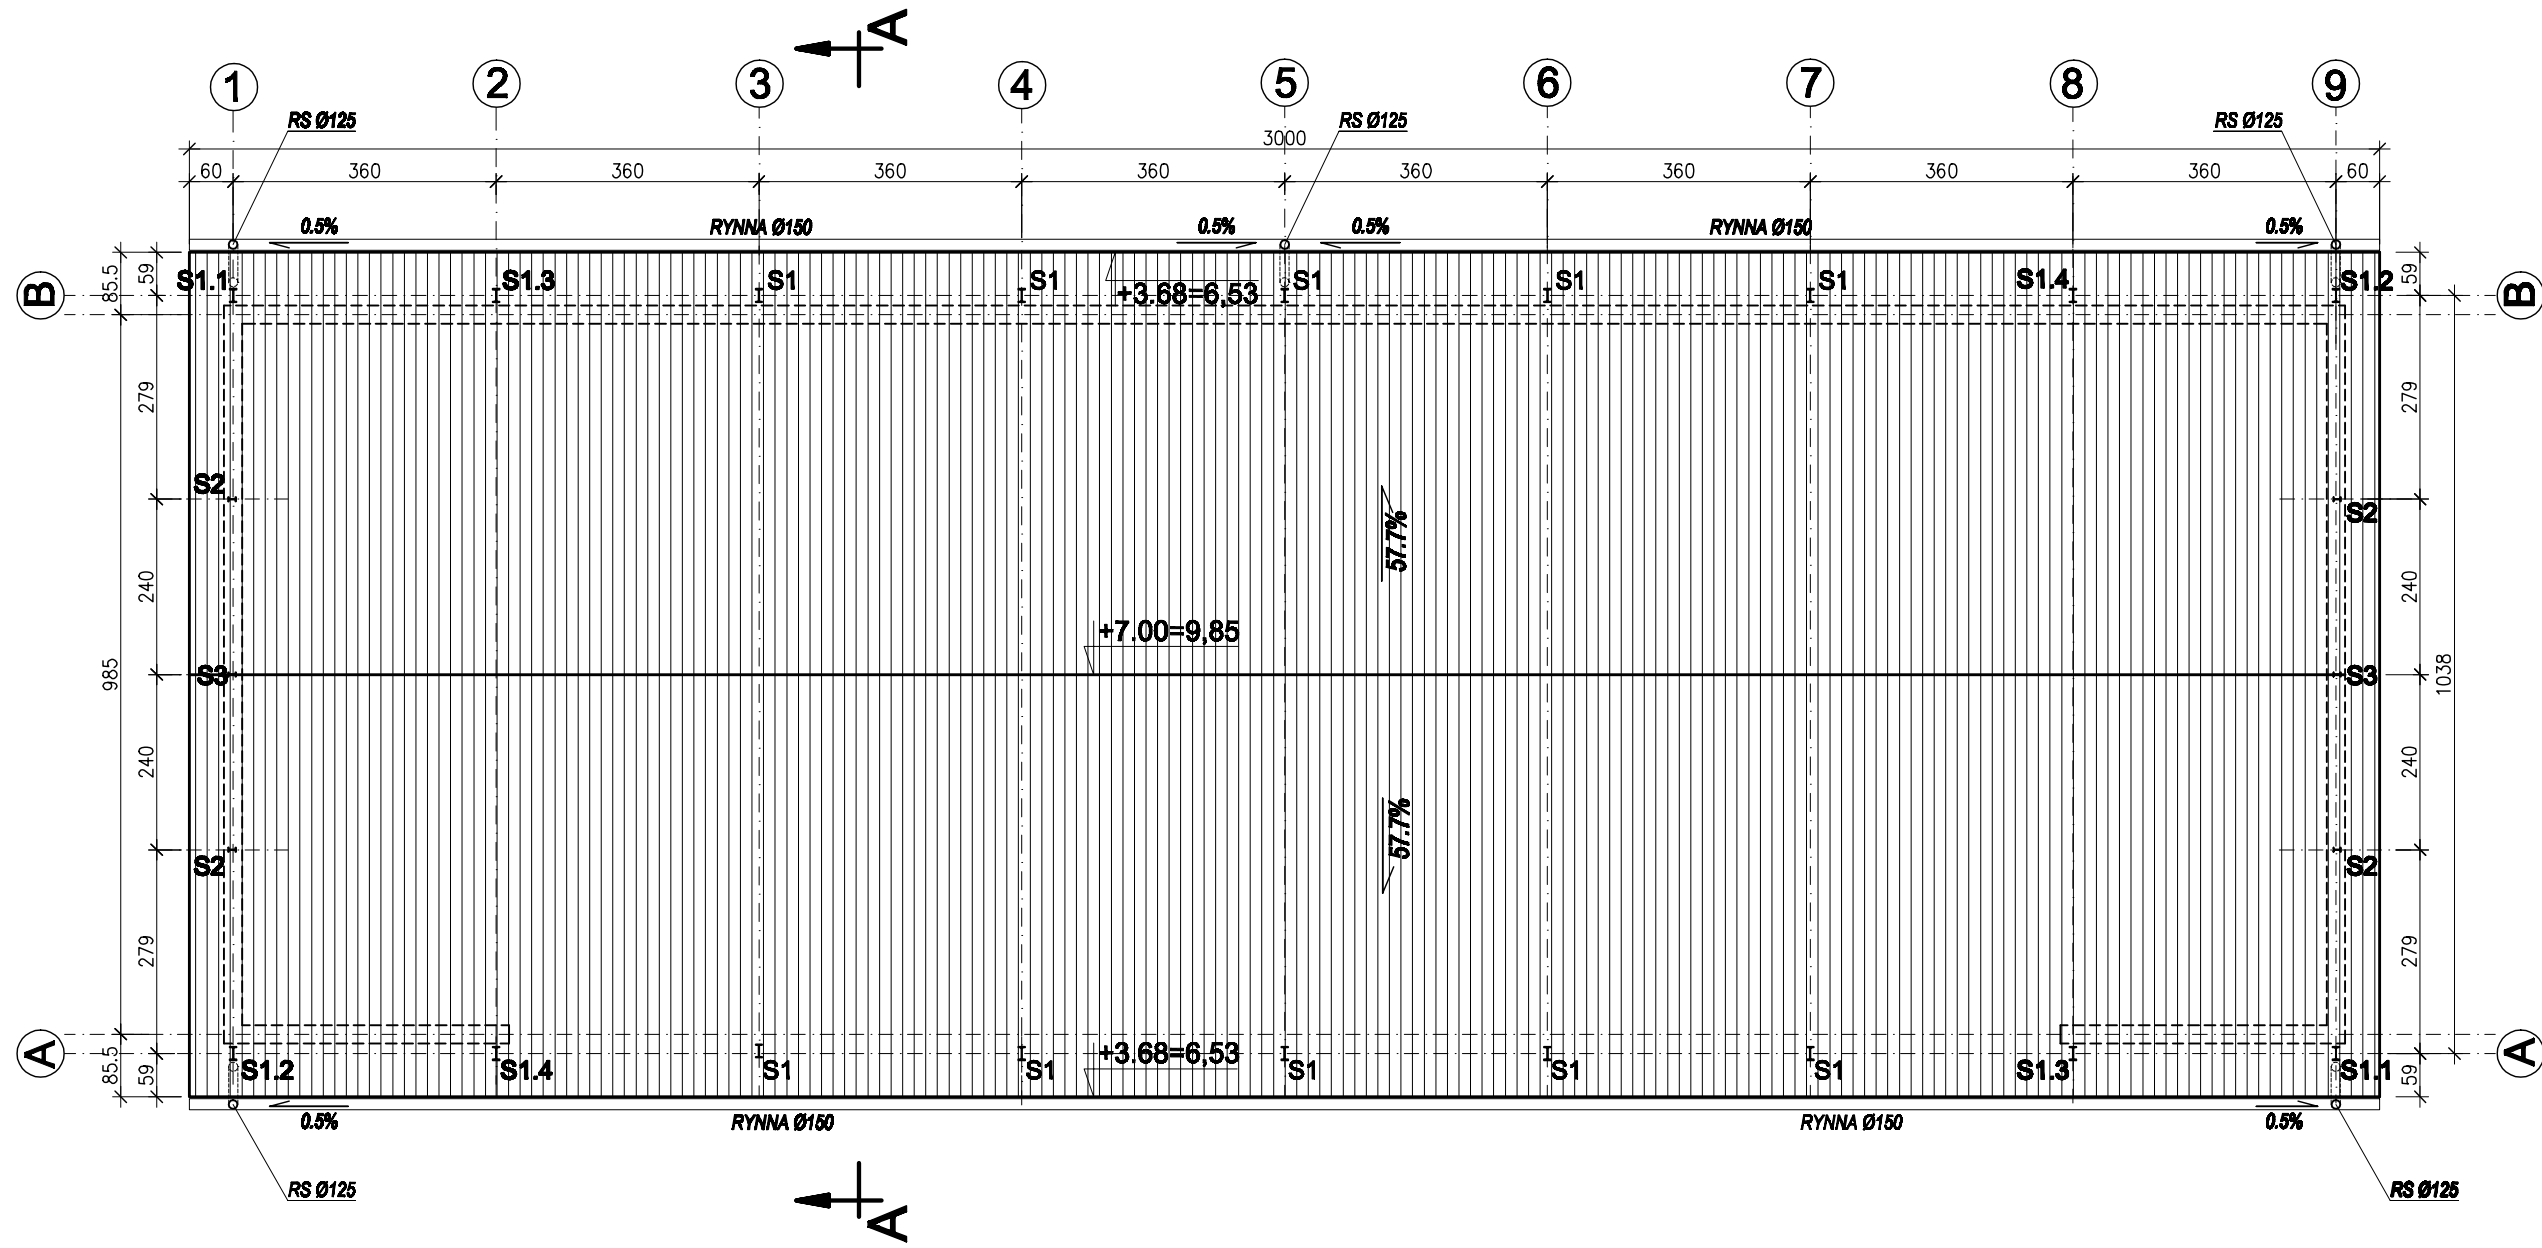 A
1 2 3 4 5 6 7 8 9
RS Ø125 RS Ø125 RS Ø125
3000
60 360 360 360 360 360 360 360 360 60
0.5% RYNNA Ø150 0.5% 0.5% RYNNA Ø150 0.5%
B 85.5 59 S1.1 S1.3 S1 S1 S1 S1 S1 S1.4 S1.2 59 B
+3.68=6,53
279 279
S2 S2
57.7%
240 240
+7.00=9,85
985 S3 S3 1038
240 240
57.7%
S2 S2
279 279
A 85.5 59 +3.68=6,53 59 A
S1.2 S1.4 S1 S1 S1 S1 S1 S1.3 S1.1
0.5% RYNNA Ø150 RYNNA Ø150 0.5%
RS Ø125 RS Ø125
A